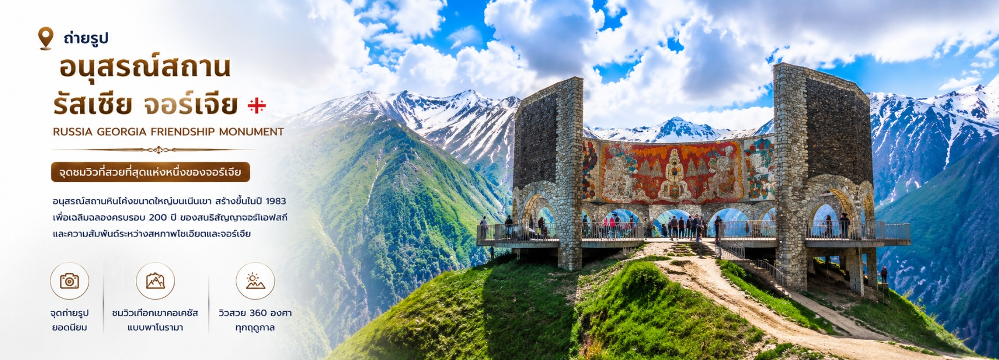 ถ่ายรูป
อนุสรณ์สถาน
รัสเซีย จอร์เจีย
RUSSIA GEORGIA FRIENDSHIP MONUMENT
จุดชมวิวที่สวยที่สุดแห่งหนึ่งของจอร์เจีย
อนุสรณ์สถานหินโค้งขนาดใหญ่บนเนินเขา สร้างขึ้นในปี 1983
เพื่อเฉลิมฉลองครบรอบ 200 ปี ของสนธิสัญญา
และความสัมพันธ์ระหว่างสหภาพโซเวียตและจอร์เจีย
จุดถ่ายรูป
ยอดนิยม
ชมวิวเทือกเขาคอเคซัส
แบบพาโนรามา
วิวสวย 360 องศา
ทุกฤดูกาล